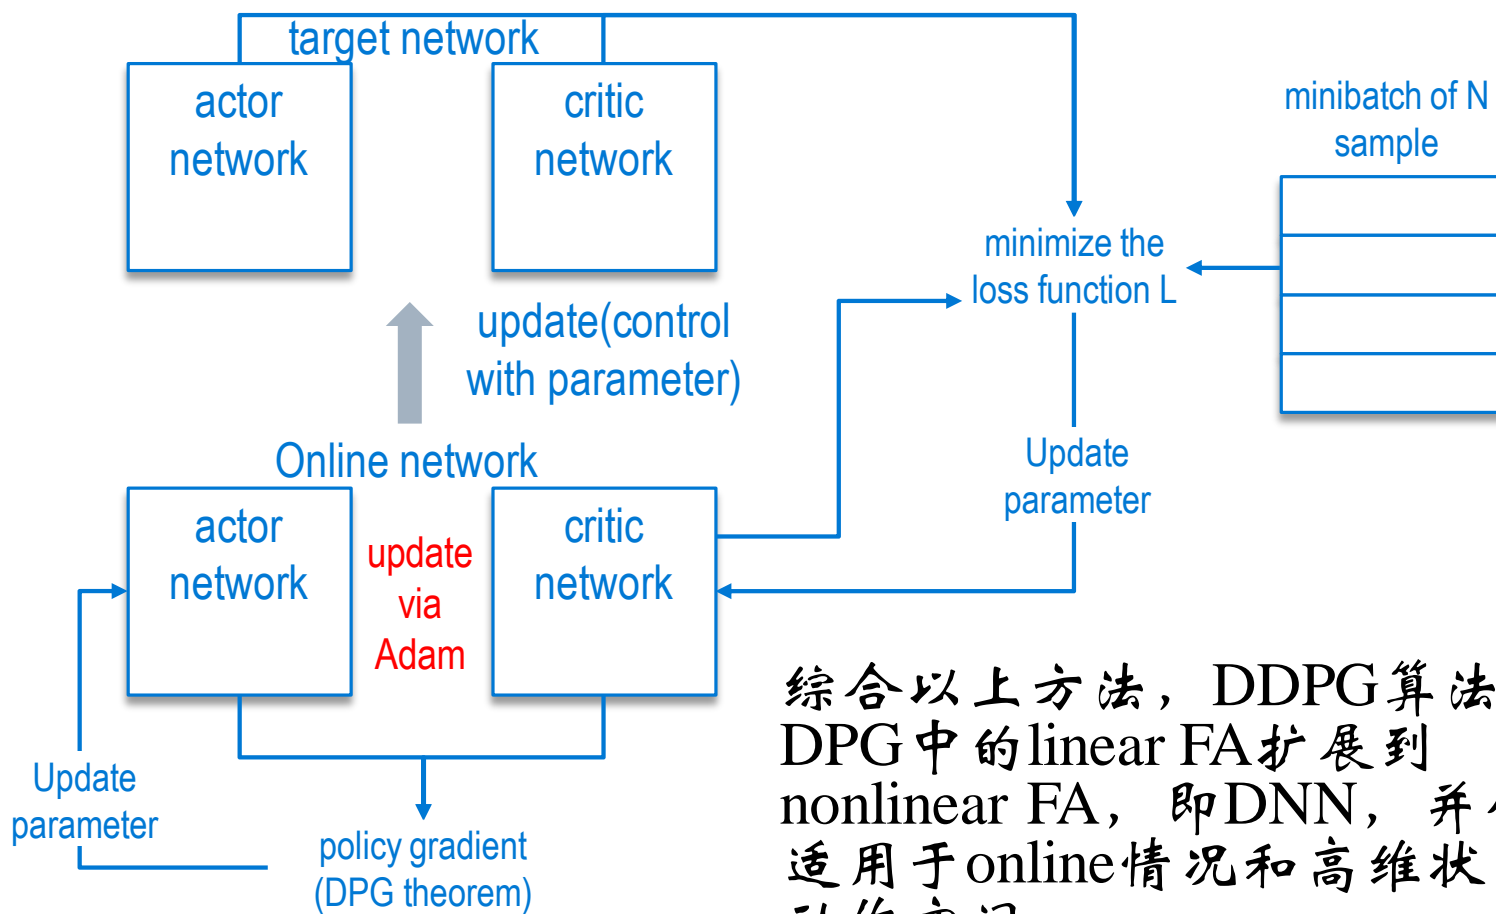 target network
actor
network
critic
network
minibatch of N
sample
minimize the
loss function L
update(control
with parameter)
Online network
actor
network
update
via
Adam
critic
network
Update
parameter
Update
parameter
policy gradient
(DPG theorem)
综合以上方法，DDPG算法
DPG中的linear FA扩展到
nonlinear FA，即DNN，并
适用于online情况和高维状